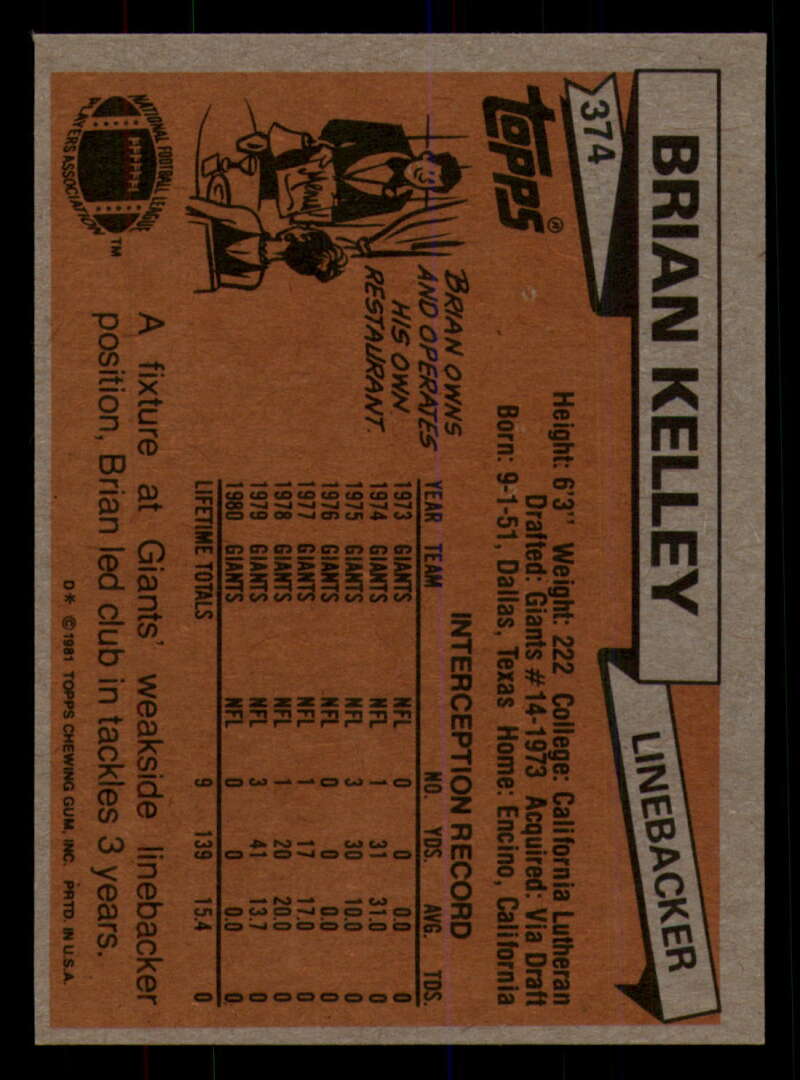 374
BRIAN KELLEY
LINEBACKER
TOPPS®
Height: 6'3" Weight: 222 College: California Lutheran
Drafted: Giants #14-1973 Acquired: Via Draft
Born: 9-1-51, Dallas, Texas Home: Encino, California
BRIAN OWNS
AND OPERATES
HIS OWN
RESTAURANT.
Menu
INTERCEPTION RECORD
YEAR TEAM NO. YDS. AVG. TDS.
1973 GIANTS NFL 0 0 0.0 0
1974 GIANTS NFL 1 31 31.0 0
1975 GIANTS NFL 3 30 10.0 0
1976 GIANTS NFL 0 0 0.0 0
1977 GIANTS NFL 1 17 17.0 0
1978 GIANTS NFL 1 20 20.0 0
1979 GIANTS NFL 3 41 13.7 0
1980 GIANTS NFL 0 0 0.0 0
LIFETIME TOTALS 9 139 15.4 0
NATIONAL FOOTBALL LEAGUE
PLAYERS ASSOCIATION
™
A fixture at Giants' weakside linebacker
position, Brian led club in tackles 3 years.
D* ©1981 TOPPS CHEWING GUM, INC. PRTD. IN U.S.A.